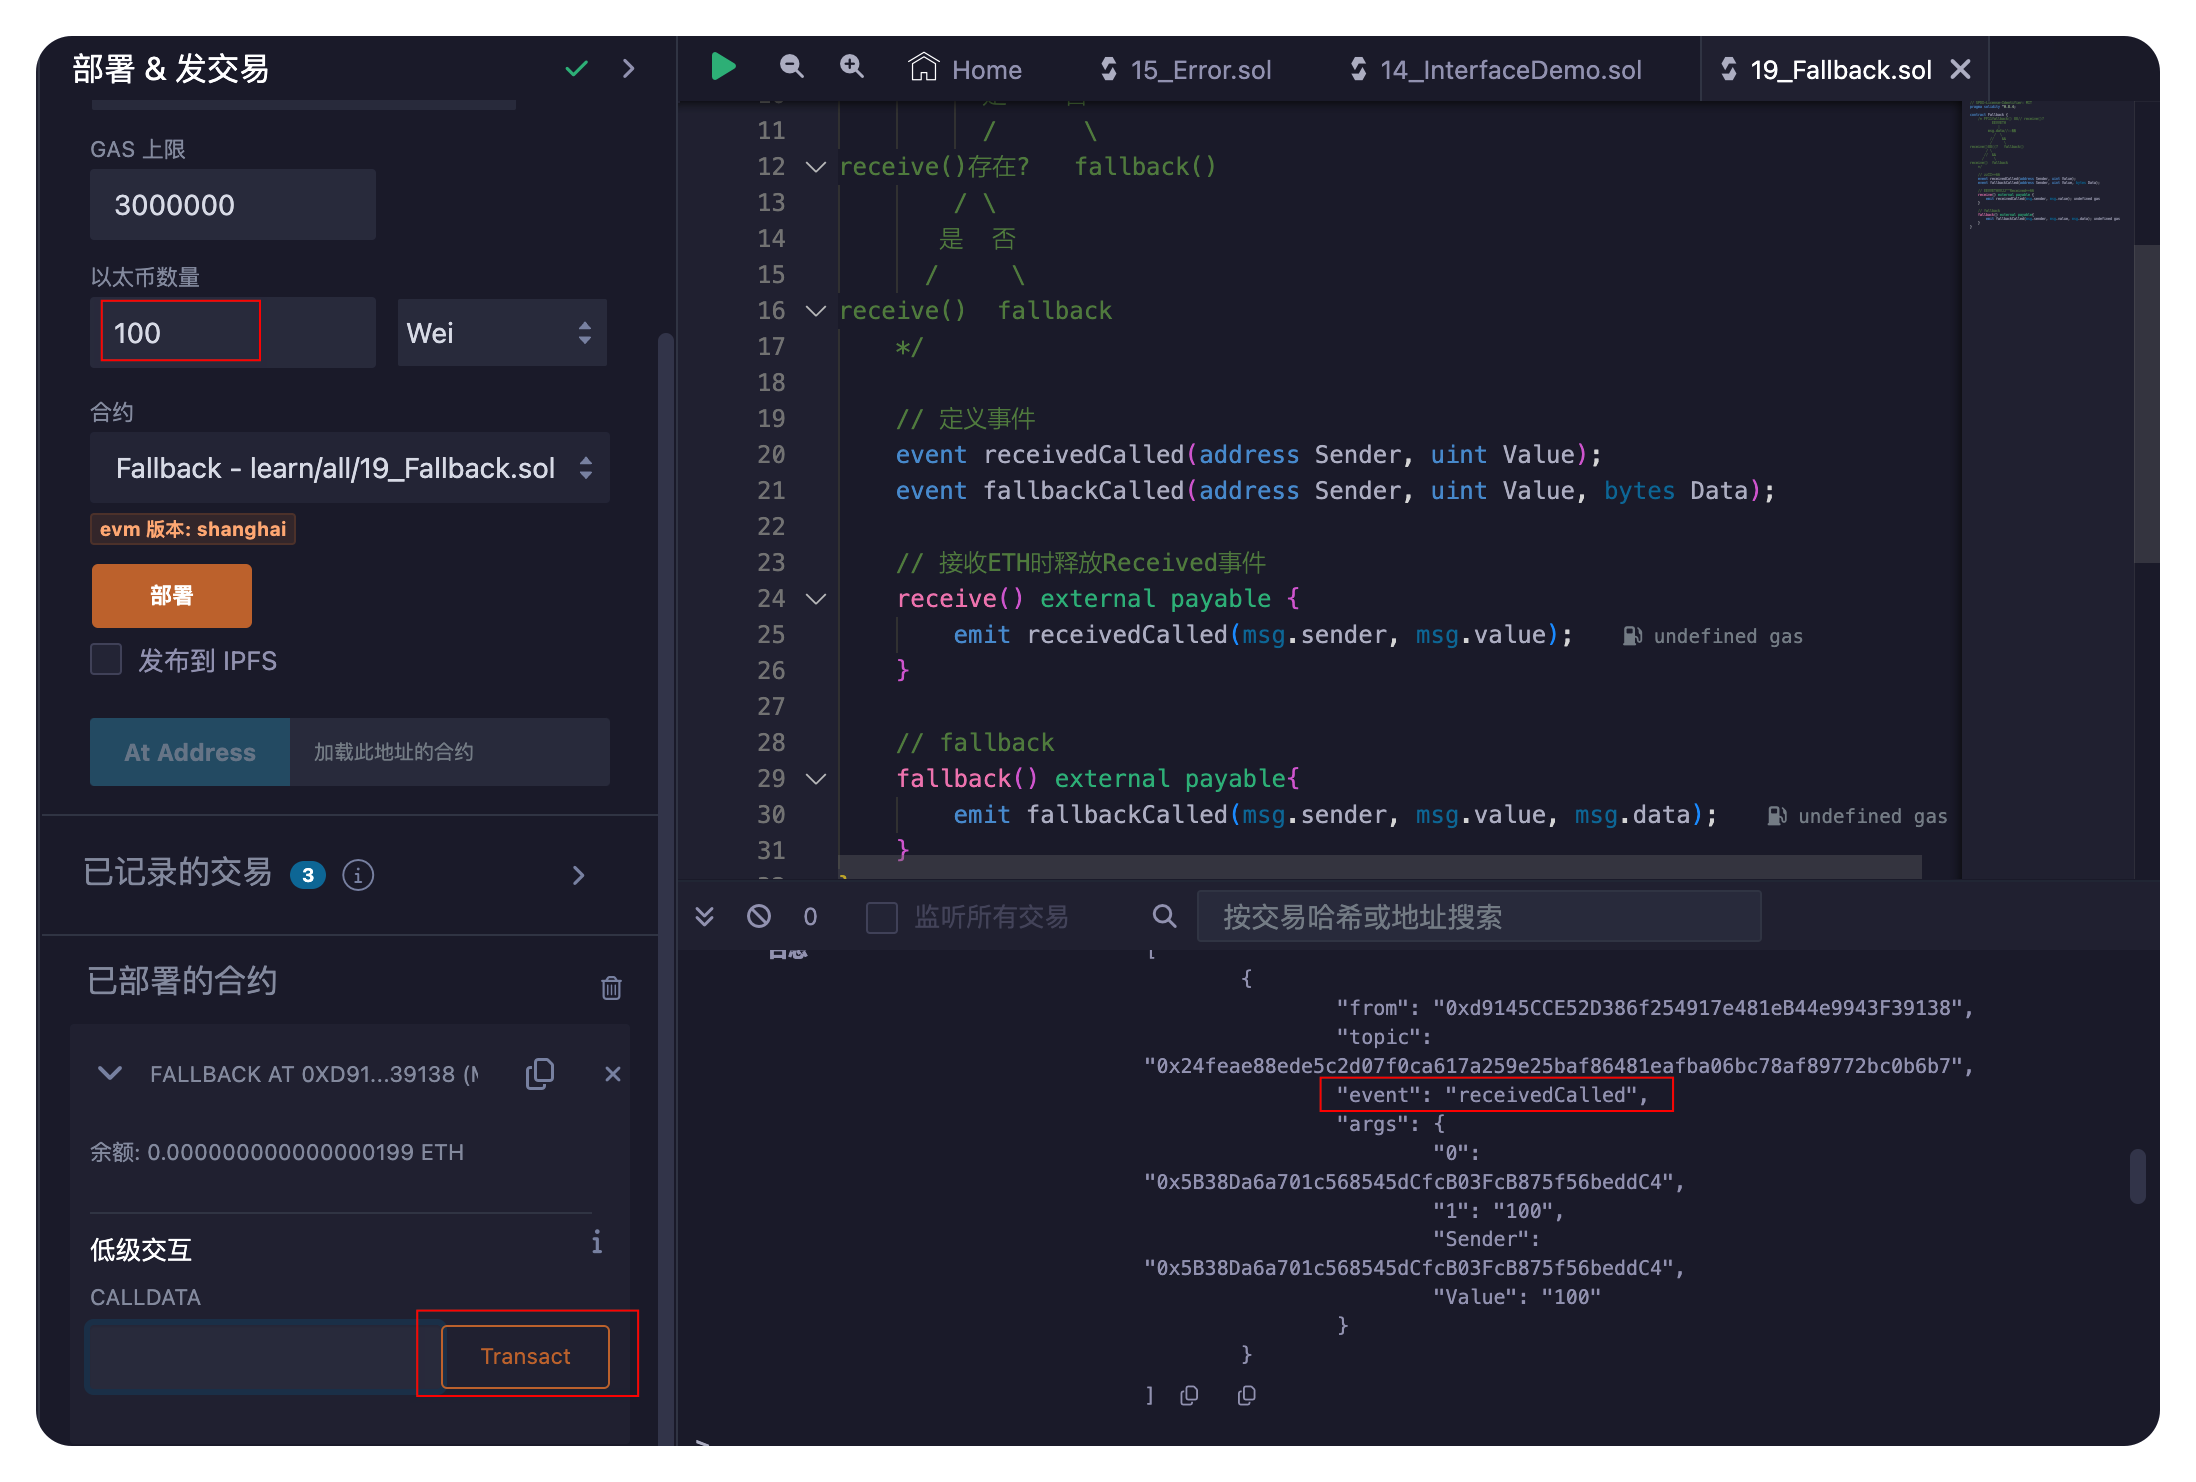 部署 & 发交易
GAS 上限
3000000
以太币数量
100
Wei
合约
Fallback - learn/all/19_Fallback.sol
evm 版本: shanghai
部署
发布到 IPFS
At Address
加载此地址的合约
已记录的交易 3
已部署的合约
FALLBACK AT 0XD91...39138 (
余额: 0.000000000000000199 ETH
低级交互
CALLDATA
Transact
Home
15_Error.sol
14_InterfaceDemo.sol
19_Fallback.sol
11 / \
12 receive()存在? fallback()
13 / \
14 是 否
15 / \
16 receive() fallback
17 */
18
19 // 定义事件
20 event receivedCalled(address Sender, uint Value);
21 event fallbackCalled(address Sender, uint Value, bytes Data);
22
23 // 接收ETH时释放Received事件
24 receive() external payable {
25 emit receivedCalled(msg.sender, msg.value); undefined gas
26 }
27
28 // fallback
29 fallback() external payable{
30 emit fallbackCalled(msg.sender, msg.value, msg.data); undefined gas
31 }
0
监听所有交易
按交易哈希或地址搜索
[
{
"from": "0xd9145CCE52D386f254917e481eB44e9943F39138",
"topic":
"0x24feae88ede5c2d07f0ca617a259e25baf86481eafba06bc78af89772bc0b6b7",
"event": "receivedCalled",
"args": {
"0":
"0x5B38Da6a701c568545dCfcB03FcB875f56beddC4",
"1": "100",
"Sender":
"0x5B38Da6a701c568545dCfcB03FcB875f56beddC4",
"Value": "100"
}
}
]
>